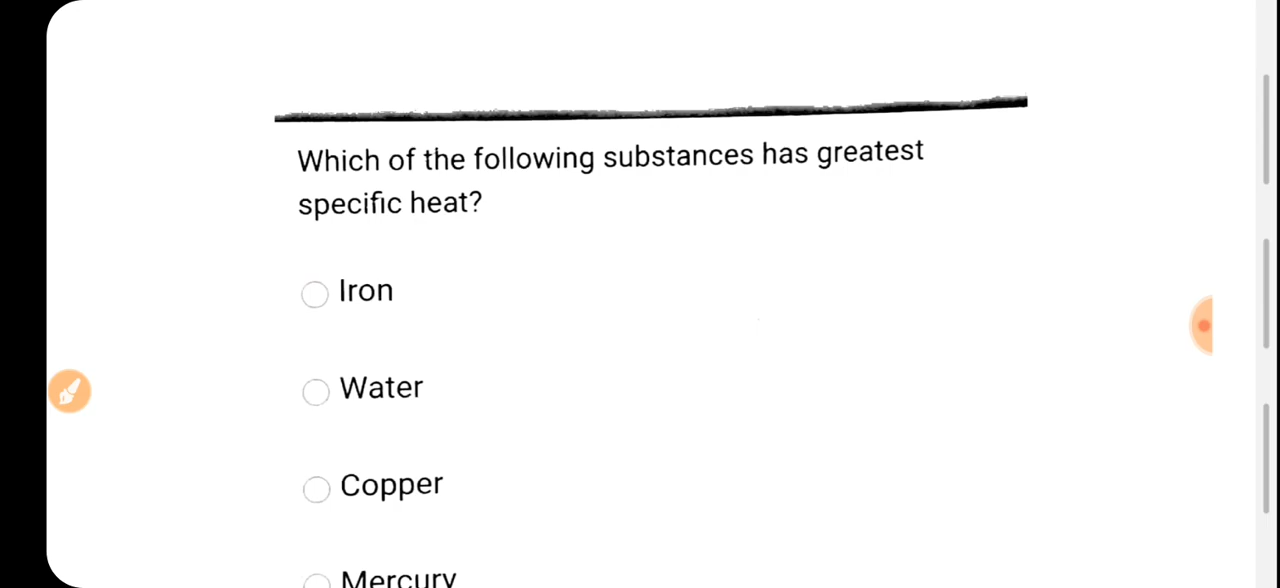 Which of the following substances has greatest
specific heat?
Iron
Water
Copper
Mercury